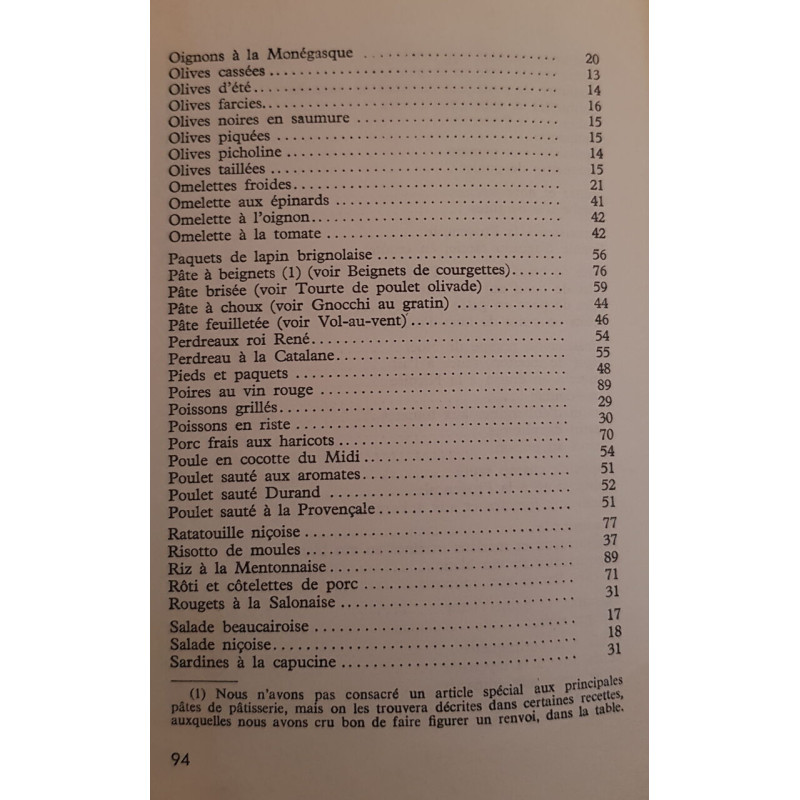 Oignons à la Monégasque ........................ 20
Olives cassées ........................ 13
Olives d'été ........................ 14
Olives farcies ........................ 16
Olives noires en saumure ........................ 15
Olives piquées ........................ 15
Olives picholine ........................ 14
Olives taillées ........................ 15
Omelettes froides ........................ 21
Omelette aux épinards ........................ 41
Omelette à l'oignon ........................ 42
Omelette à la tomate ........................ 42
Paquets de lapin brignolaise ........................ 56
Pâte à beignets (1) (voir Beignets de courgettes) ....... 76
Pâte brisée (voir Tourte de poulet olivade) .......... 59
Pâte à choux (voir Gnocchi au gratin) ............. 44
Pâte feuilletée (voir Vol-au-vent) .................. 46
Perdreaux roi René ........................ 54
Perdreau à la Catalane ........................ 55
Pieds et paquets ........................ 48
Poires au vin rouge ........................ 89
Poissons grillés ........................ 29
Poissons en riste ........................ 30
Porc frais aux haricots ........................ 70
Poule en cocotte du Midi ........................ 54
Poulet sauté aux aromates ........................ 51
Poulet sauté Durand ........................ 52
Poulet sauté à la Provençale ........................ 51
Ratatouille niçoise ........................ 77
Risotto de moules ........................ 37
Riz à la Mentonnaise ........................ 89
Rôti et côtelettes de porc ........................ 71
Rougets à la Salonaise ........................ 31
Salade beaucairoise ........................ 17
Salade niçoise ........................ 18
Sardines à la capucine ........................ 31
(1) Nous n'avons pas consacré un article spécial aux principales
pâtes de pâtisserie, mais on les trouvera décrites dans certaines recettes,
auxquelles nous avons cru bon de faire figurer un renvoi, dans la table.
94